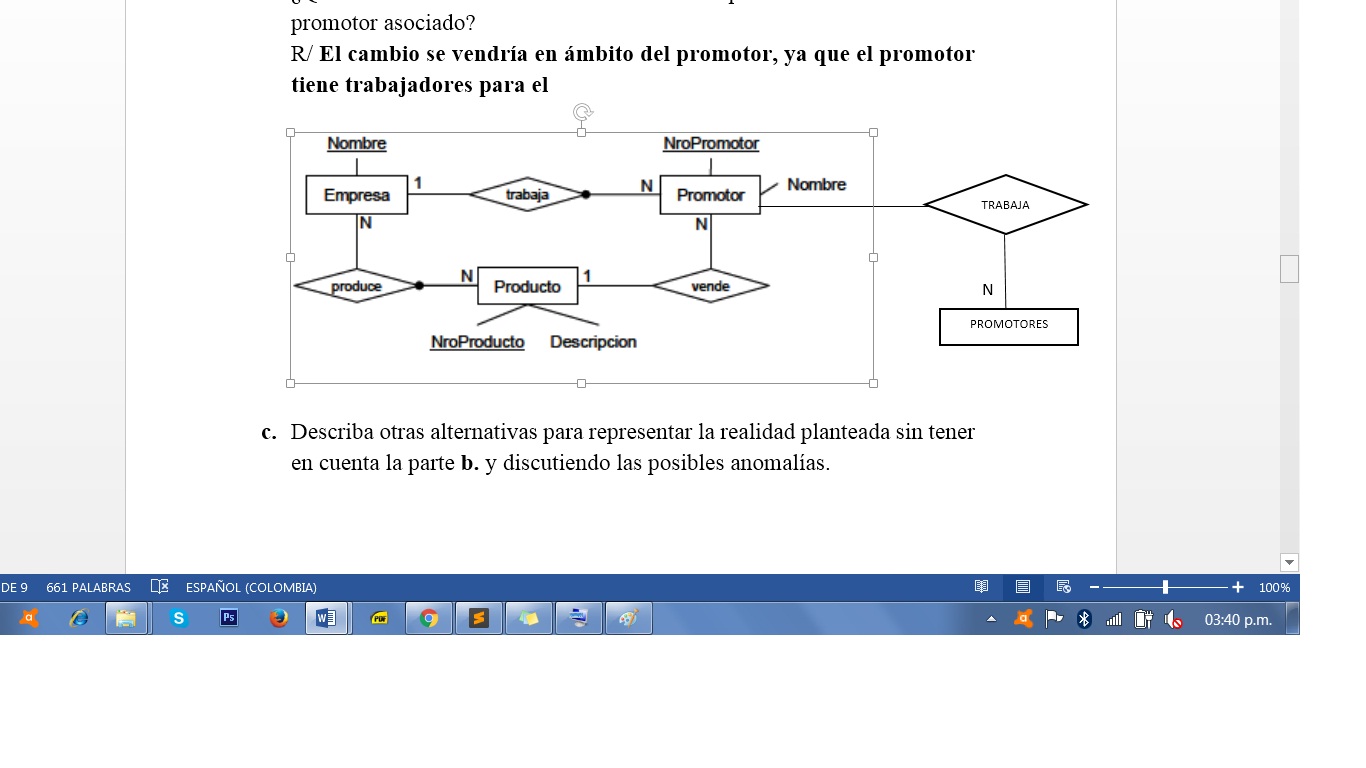 promotor asociado?
R/ El cambio se vendría en ámbito del promotor, ya que el promotor
tiene trabajadores para el
Nombre
NroPromotor
Empresa
1
trabaja
N
Promotor
Nombre
TRABAJA
N
N
produce
N
Producto
1
vende
N
PROMOTORES
NroProducto
Descripcion
c. Describa otras alternativas para representar la realidad planteada sin tener
en cuenta la parte b. y discutiendo las posibles anomalías.
DE 9
661 PALABRAS
ESPAÑOL (COLOMBIA)
100%
Ps
PDF
03:40 p.m.